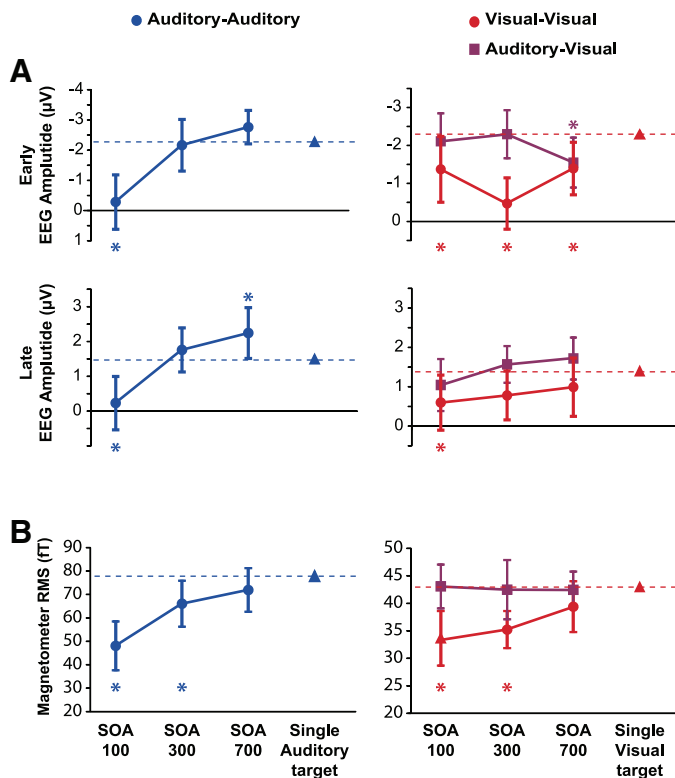 Auditory-Auditory
Visual-Visual
Auditory-Visual
A
Early
EEG Amplutide (µV)
-4
-3
-2
-1
0
1
*
-3
-2
-1
0
*
* * *
Late
EEG Amplutide (µV)
3
2
1
0
*
*
3
2
1
0
*
B
Magnetometer RMS (fT)
90
80
70
60
50
40
30
20
* *
50
45
40
35
30
25
20
* *
SOA 100
SOA 300
SOA 700
Single Auditory target
SOA 100
SOA 300
SOA 700
Single Visual target